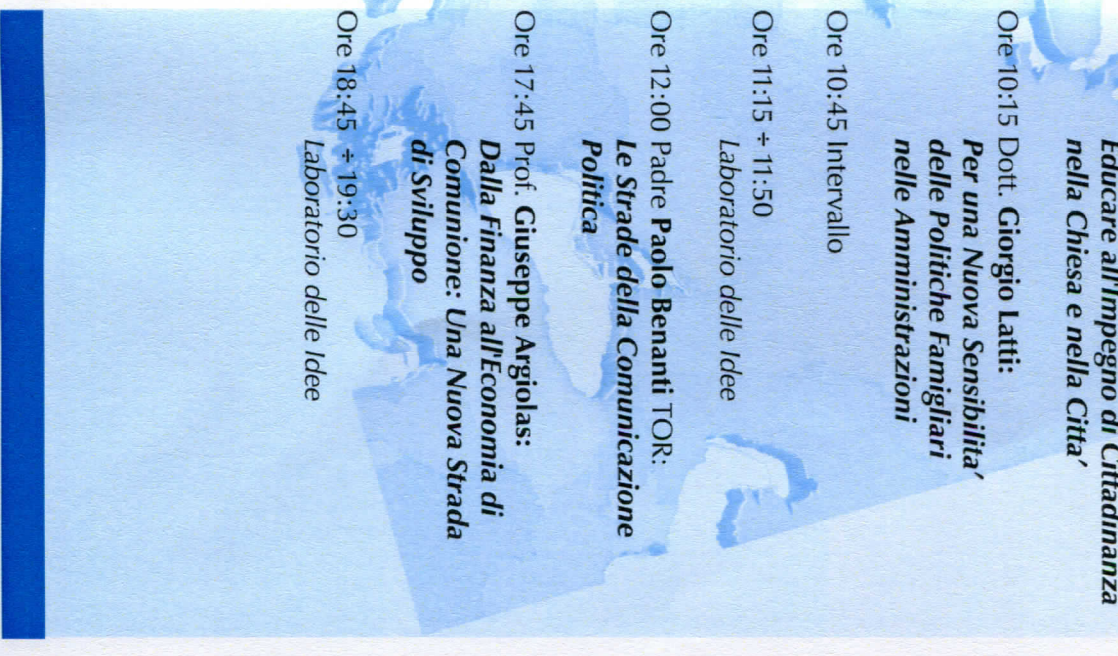 Educare all'Impegno di Cittadinanza
nella Chiesa e nella Citta'
Ore 10:15 Dott. Giorgio Latti:
Per una Nuova Sensibilita'
delle Politiche Famigliari
nelle Amministrazioni
Ore 10:45 Intervallo
Ore 11:15 ÷ 11:50
Laboratorio delle Idee
Ore 12:00 Padre Paolo Benanti TOR:
Le Strade della Comunicazione
Politica
Ore 17:45 Prof. Giuseppe Argiolas:
Dalla Finanza all'Economia di
Comunione: Una Nuova Strada
di Sviluppo
Ore 18:45 ÷ 19:30
Laboratorio delle Idee